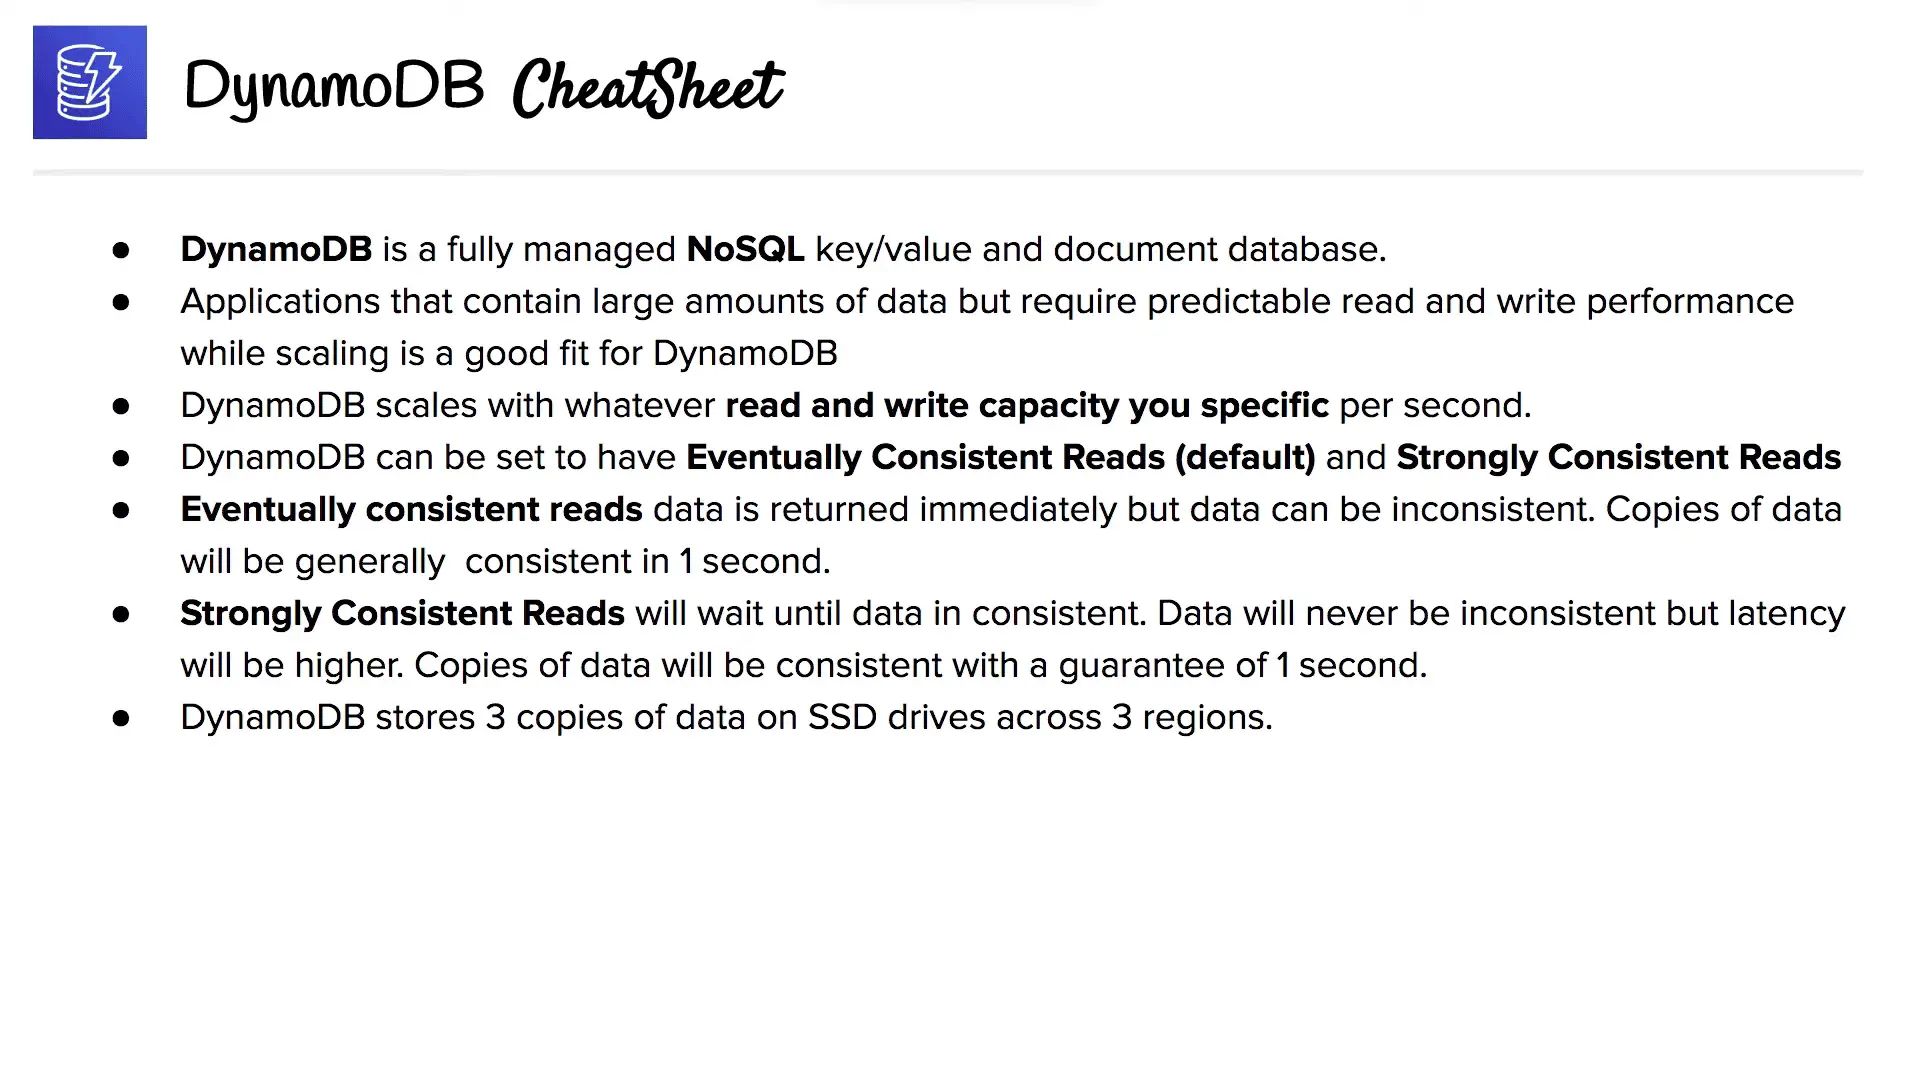 DynamoDB CheatSheet
● DynamoDB is a fully managed NoSQL key/value and document database.
● Applications that contain large amounts of data but require predictable read and write performance
while scaling is a good fit for DynamoDB
● DynamoDB scales with whatever read and write capacity you specific per second.
● DynamoDB can be set to have Eventually Consistent Reads (default) and Strongly Consistent Reads
● Eventually consistent reads data is returned immediately but data can be inconsistent. Copies of data
will be generally  consistent in 1 second.
● Strongly Consistent Reads will wait until data in consistent. Data will never be inconsistent but latency
will be higher. Copies of data will be consistent with a guarantee of 1 second.
● DynamoDB stores 3 copies of data on SSD drives across 3 regions.